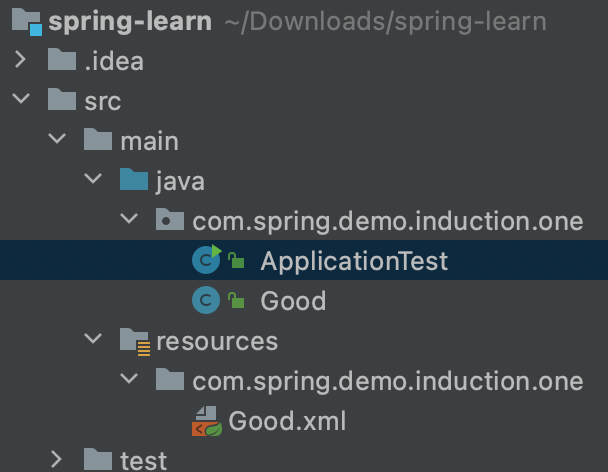 spring-learn ~/Downloads/spring-learn
.idea
src
main
java
com.spring.demo.induction.one
ApplicationTest
Good
resources
com.spring.demo.induction.one
Good.xml
test